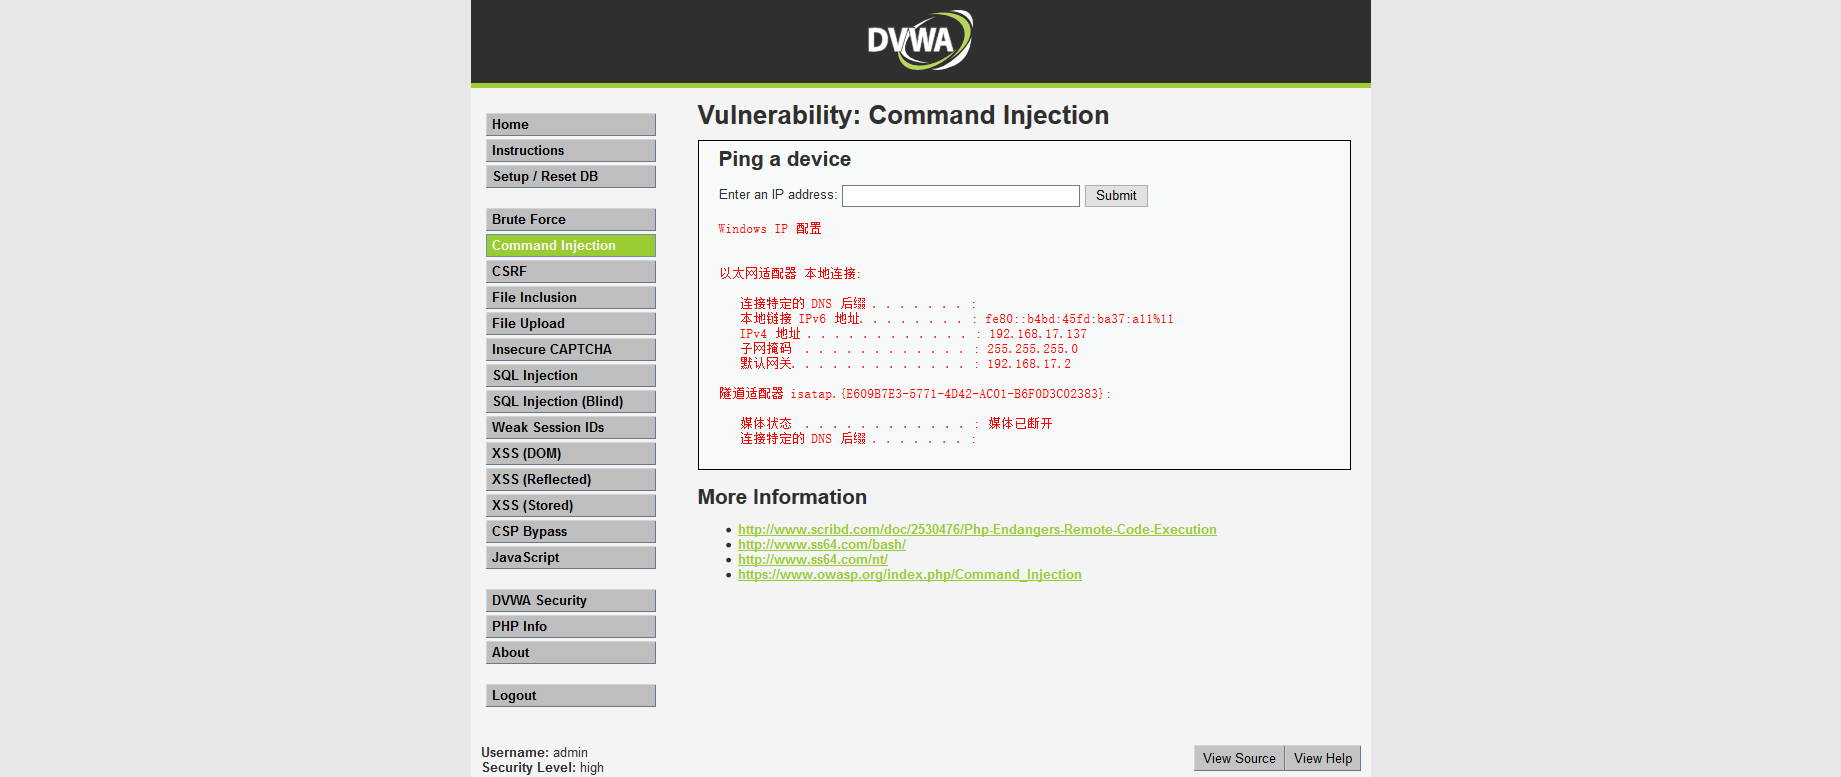 DVWA
Home
Instructions
Setup / Reset DB
Brute Force
Command Injection
CSRF
File Inclusion
File Upload
Insecure CAPTCHA
SQL Injection
SQL Injection (Blind)
Weak Session IDs
XSS (DOM)
XSS (Reflected)
XSS (Stored)
CSP Bypass
JavaScript
DVWA Security
PHP Info
About
Logout
Vulnerability: Command Injection
Ping a device
Enter an IP address: Submit
Windows IP 配置
以太网适配器 本地连接:
连接特定的 DNS 后缀 . . . . . . . :
本地链接 IPv6 地址. . . . . . . . : fe80::b4bd:45fd:ba37:a11%11
IPv4 地址 . . . . . . . . . . . . : 192.168.17.137
子网掩码 . . . . . . . . . . . . : 255.255.255.0
默认网关. . . . . . . . . . . . . : 192.168.17.2
隧道适配器 isatap.{E609B7E3-5771-4D42-AC01-B6F0D3C02383}:
媒体状态 . . . . . . . . . . . . : 媒体已断开
连接特定的 DNS 后缀 . . . . . . . :
More Information
http://www.scribd.com/doc/2530476/Php-Endangers-Remote-Code-Execution
http://www.ss64.com/bash/
http://www.ss64.com/nt/
https://www.owasp.org/index.php/Command_Injection
Username: admin
Security Level: high
View Source View Help